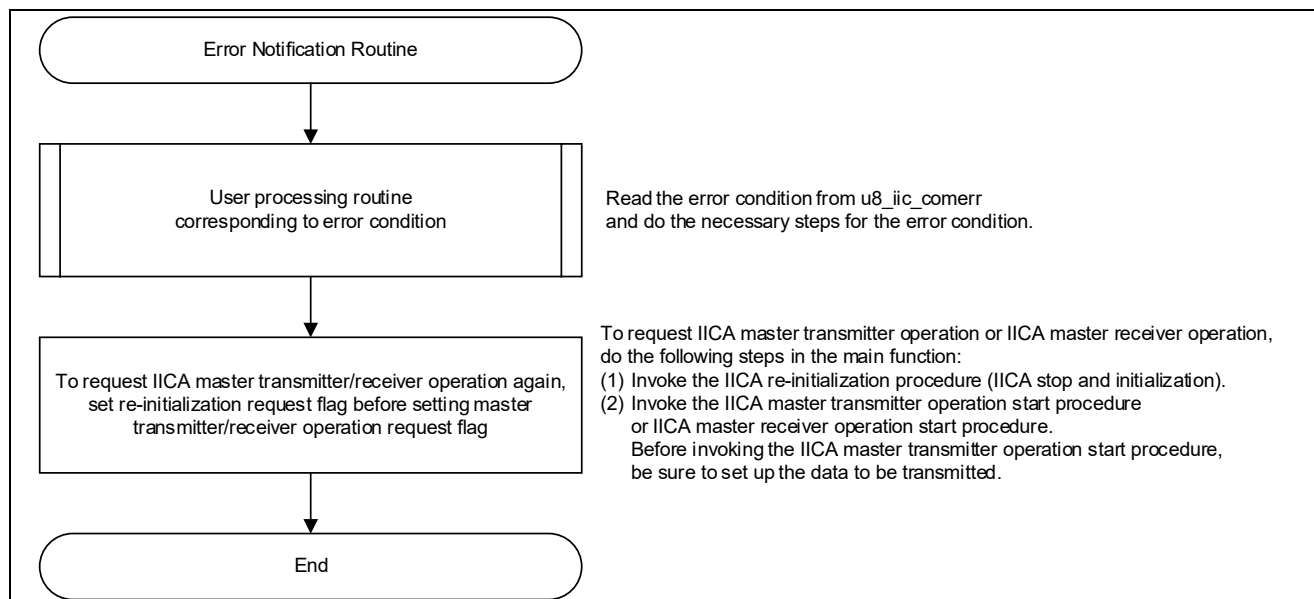 Error Notification Routine
User processing routine
corresponding to error condition
Read the error condition from u8_iic_comerr
and do the necessary steps for the error condition.
To request IICA master transmitter/receiver operation again,
set re-initialization request flag before setting master
transmitter/receiver operation request flag
To request IICA master transmitter operation or IICA master receiver operation,
do the following steps in the main function:
(1) Invoke the IICA re-initialization procedure (IICA stop and initialization).
(2) Invoke the IICA master transmitter operation start procedure
or IICA master receiver operation start procedure.
Before invoking the IICA master transmitter operation start procedure,
be sure to set up the data to be transmitted.
End